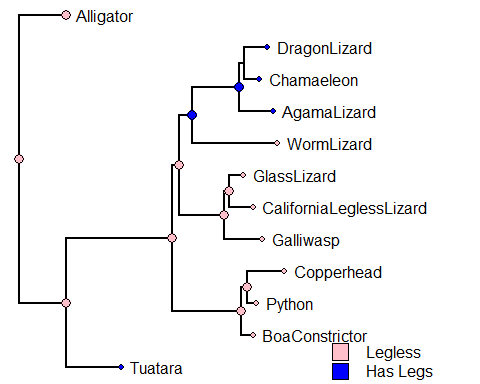 Alligator
DragonLizard
Chamaeleon
AgamaLizard
WormLizard
GlassLizard
CaliforniaLeglessLizard
Galliwasp
Copperhead
Python
BoaConstrictor
Legless
Tuatara
Has Legs